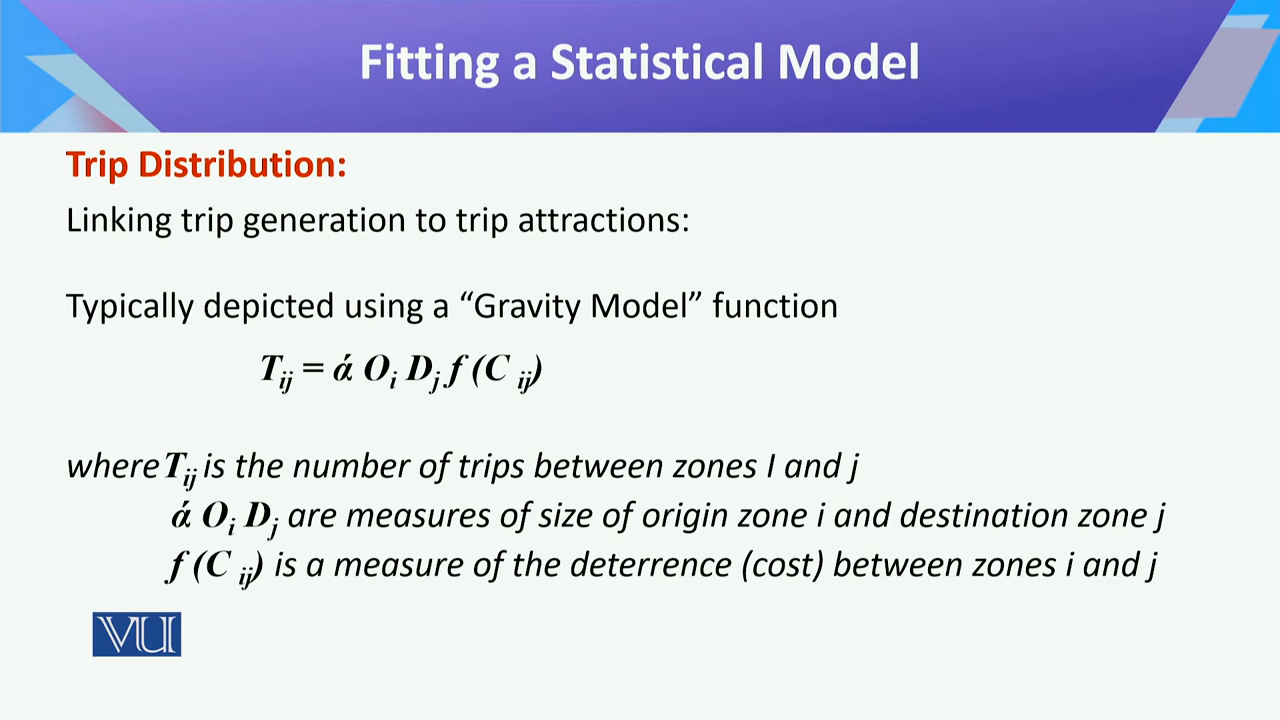 Fitting a Statistical Model
Trip Distribution:
Linking trip generation to trip attractions:
Typically depicted using a “Gravity Model” function
Tij = ά Oi Dj f (C ij)
where Tij is the number of trips between zones I and j
ά Oi Dj are measures of size of origin zone i and destination zone j
f (C ij) is a measure of the deterrence (cost) between zones i and j
VU